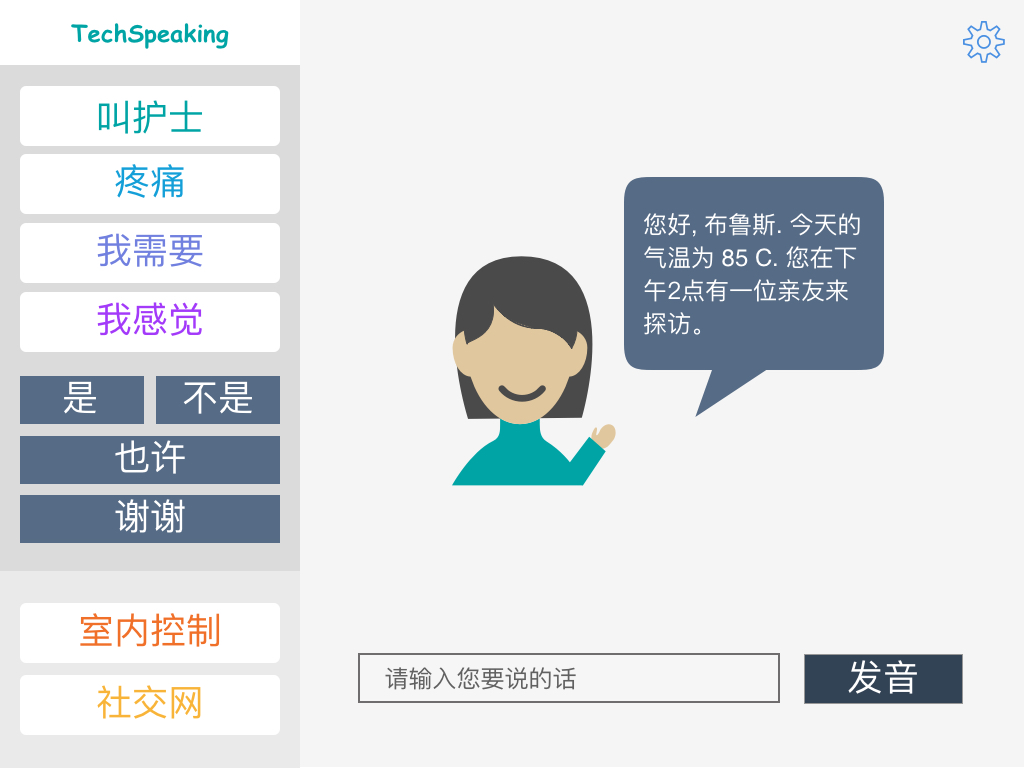 TechSpeaking
叫护士
疼痛
我需要
我感觉
是
不是
也许
谢谢
室内控制
社交网
您好, 布鲁斯. 今天的
气温为 85 C. 您在下
午2点有一位亲友来
探访。
请输入您要说的话
发音